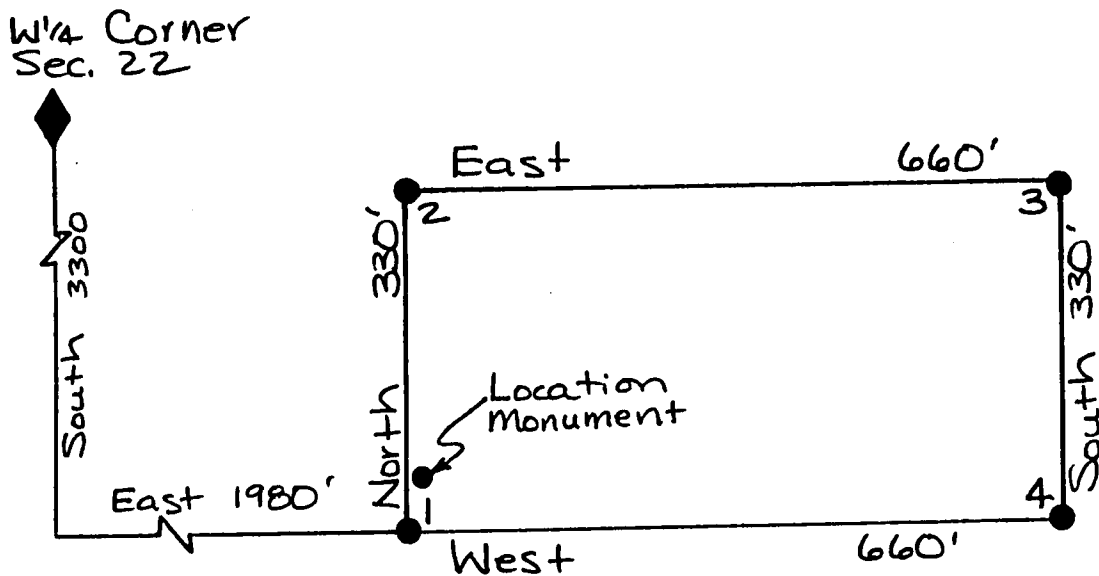 W1/4 Corner
Sec. 22
East 660'
2
3
330'
North
South 3300
South 330'
Location
Monument
1
4
East 1980'
West 660'